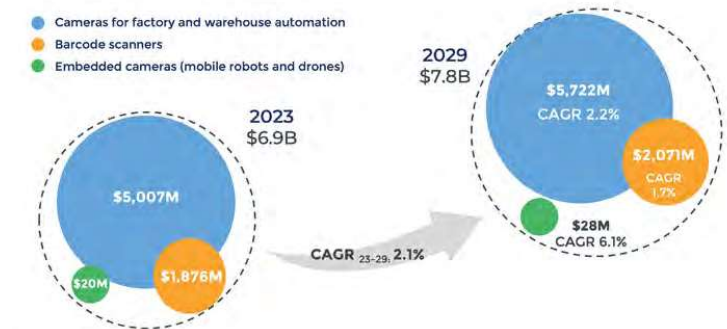 Cameras for factory and warehouse automation
Barcode scanners
Embedded cameras (mobile robots and drones)
2023
$6.9B
$5,007M
$20M
$1,876M
CAGR 23-29: 2.1%
2029
$7.8B
$5,722M
CAGR 2.2%
$2,071M
CAGR
1.7%
$28M
CAGR 6.1%